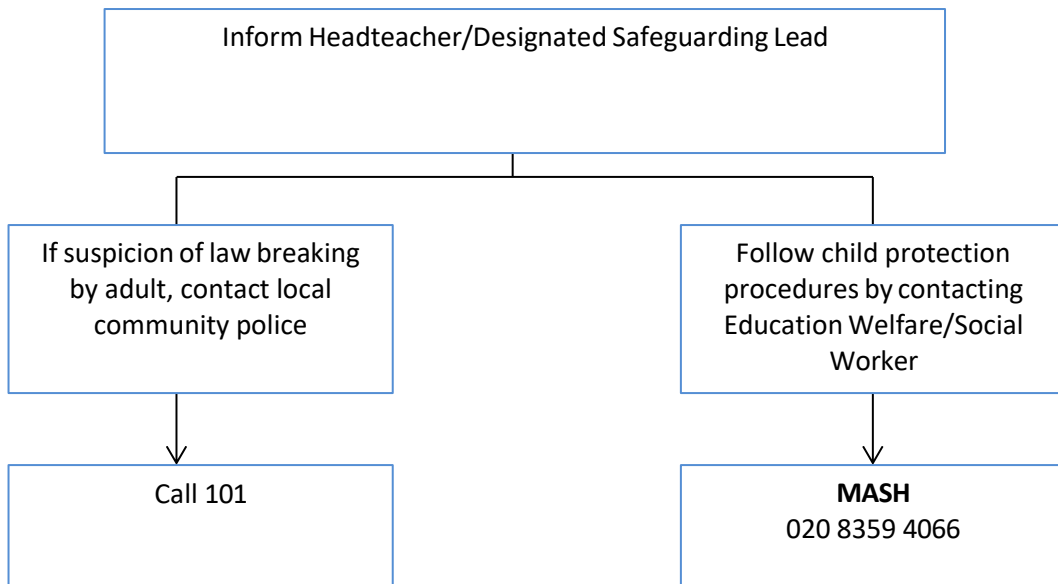 Inform Headteacher/Designated Safeguarding Lead
If suspicion of law breaking
by adult, contact local
community police
Follow child protection
procedures by contacting
Education Welfare/Social
Worker
Call 101
MASH
020 8359 4066